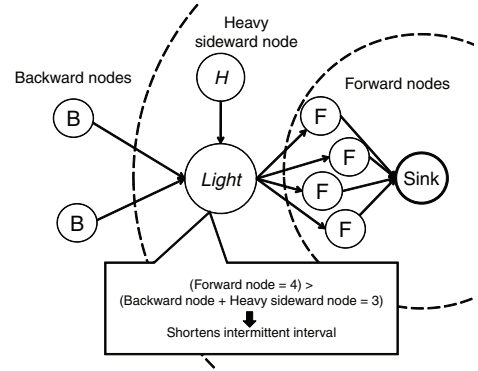 Heavy
sideward node
Backward nodes
H
Forward nodes
B
F
F
Light
Sink
F
B
F
(Forward node = 4) >
(Backward node + Heavy sideward node = 3)
Shortens intermittent interval